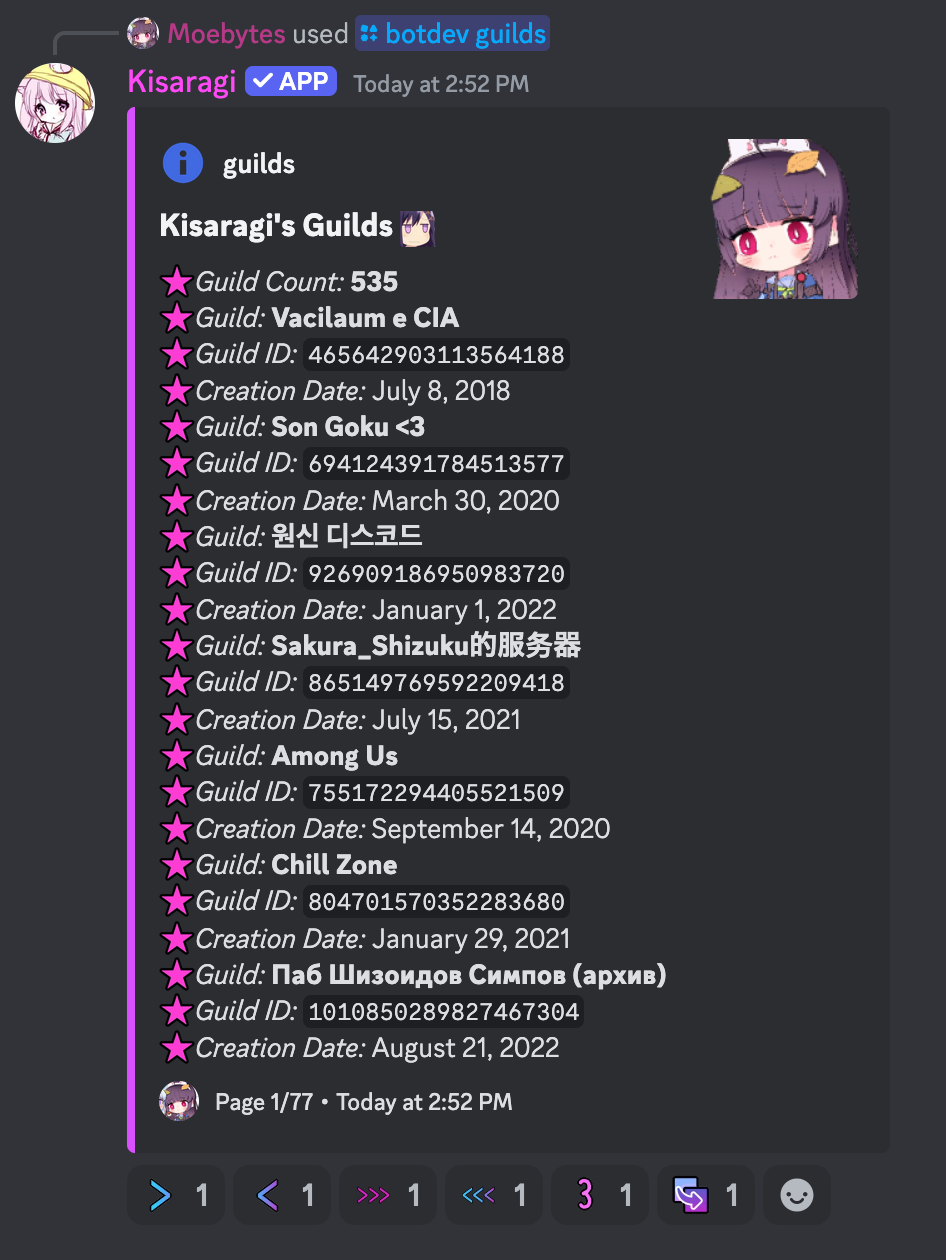 Moebytes used botdev guilds
Kisaragi APP Today at 2:52 PM
guilds
Kisaragi's Guilds
Guild Count: 535
Guild: Vacilaum e CIA
Guild ID: 465642903113564188
Creation Date: July 8, 2018
Guild: Son Goku <3
Guild ID: 694124391784513577
Creation Date: March 30, 2020
Guild: 원신 디스코드
Guild ID: 926909186950983720
Creation Date: January 1, 2022
Guild: Sakura_Shizuku的服务器
Guild ID: 865149769592209418
Creation Date: July 15, 2021
Guild: Among Us
Guild ID: 755172294405521509
Creation Date: September 14, 2020
Guild: Chill Zone
Guild ID: 804701570352283680
Creation Date: January 29, 2021
Guild: Паб Шизоидов Симпов (архив)
Guild ID: 1010850289827467304
Creation Date: August 21, 2022
Page 1/77 • Today at 2:52 PM
> 1 < 1 >>> 1 <<< 1 3 1 1